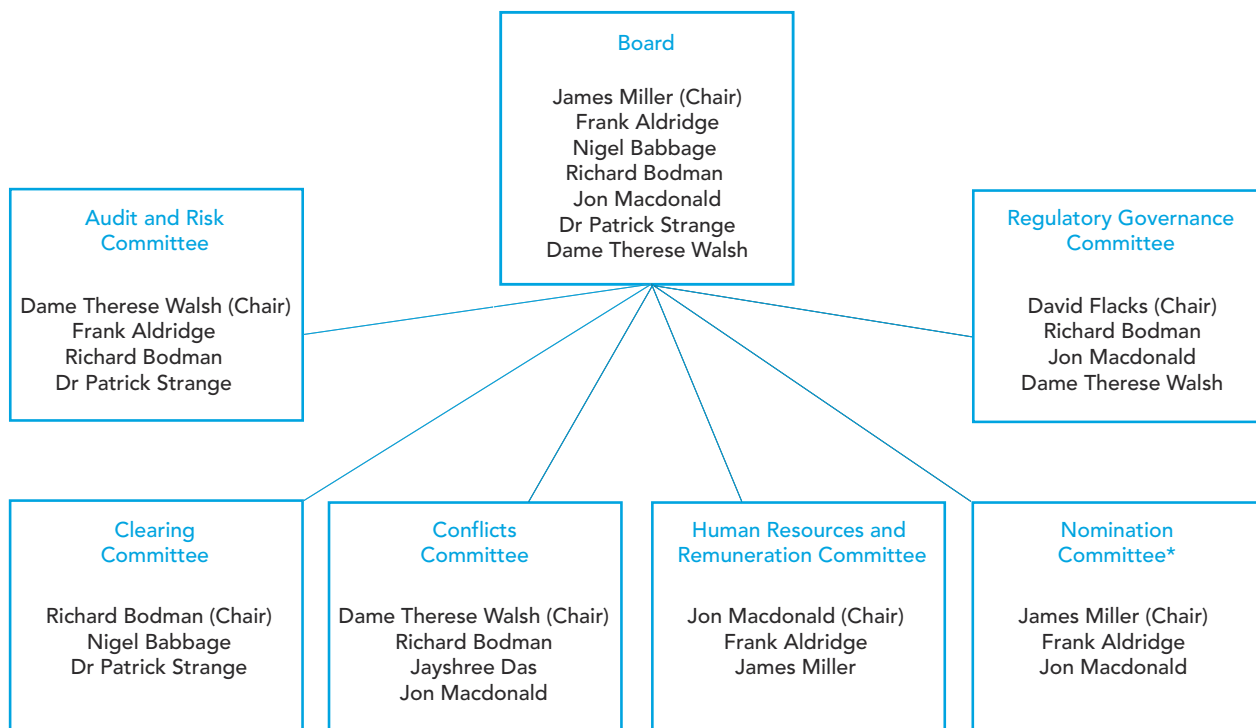 Board
James Miller (Chair)
Frank Aldridge
Nigel Babbage
Richard Bodman
Jon Macdonald
Dr Patrick Strange
Dame Therese Walsh
Audit and Risk
Committee
Dame Therese Walsh (Chair)
Frank Aldridge
Richard Bodman
Dr Patrick Strange
Regulatory Governance
Committee
David Flacks (Chair)
Richard Bodman
Jon Macdonald
Dame Therese Walsh
Clearing
Committee
Richard Bodman (Chair)
Nigel Babbage
Dr Patrick Strange
Conflicts
Committee
Dame Therese Walsh (Chair)
Richard Bodman
Jayshree Das
Jon Macdonald
Human Resources and
Remuneration Committee
Jon Macdonald (Chair)
Frank Aldridge
James Miller
Nomination
Committee*
James Miller (Chair)
Frank Aldridge
Jon Macdonald